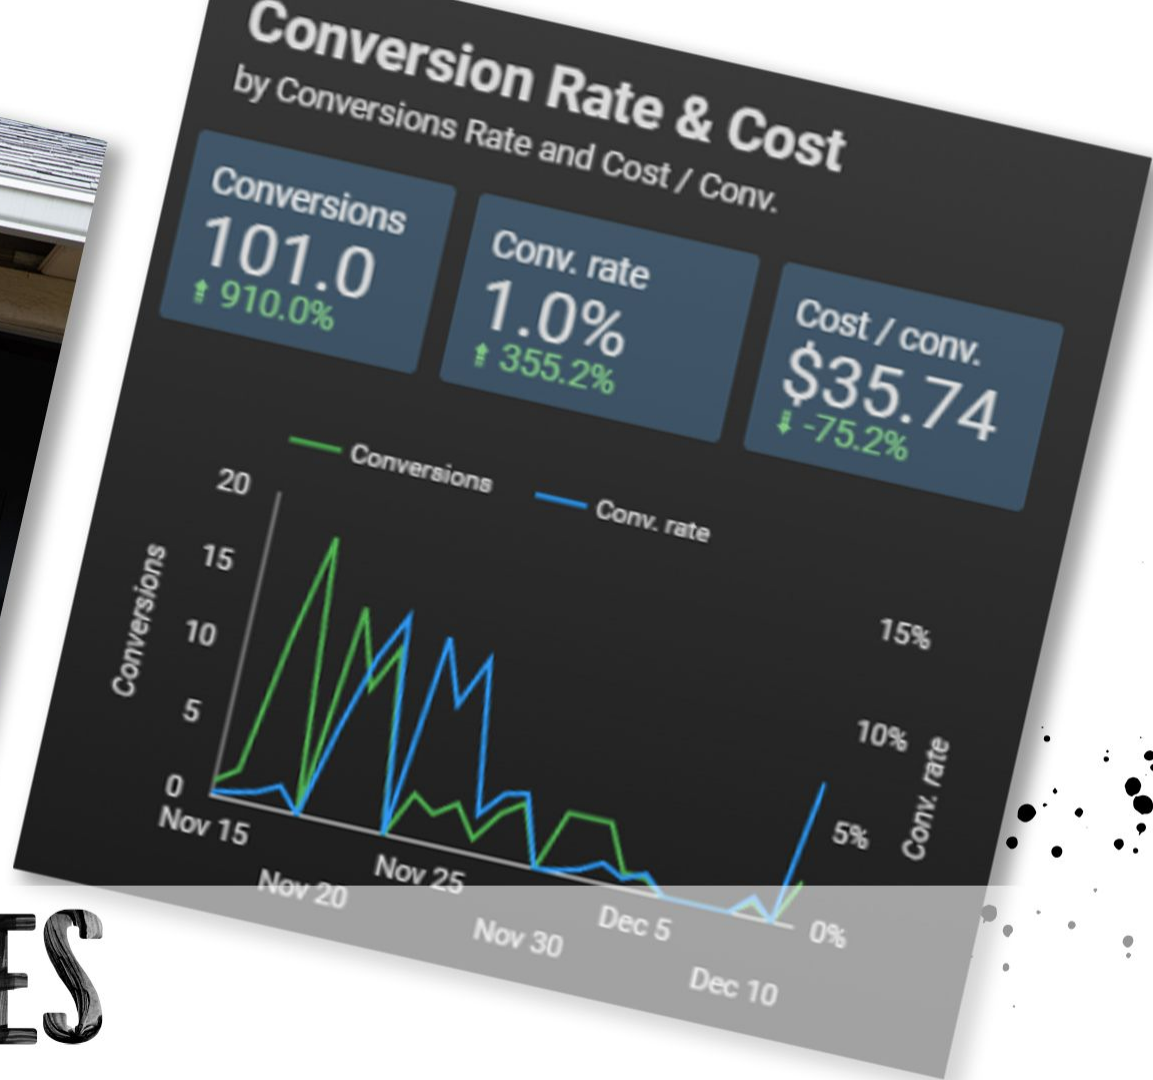 Conversion Rate & Cost
by Conversions Rate and Cost / Conv.
Conversions
101.0
910.0%
Conv. rate
1.0%
355.2%
Cost / conv.
$35.74
-75.2%
Conversions
Conv. rate
20
15
10
5
0
Conversions
15%
10%
5%
0%
Conv. rate
Nov 15
Nov 20
Nov 25
Nov 30
Dec 5
Dec 10
ES